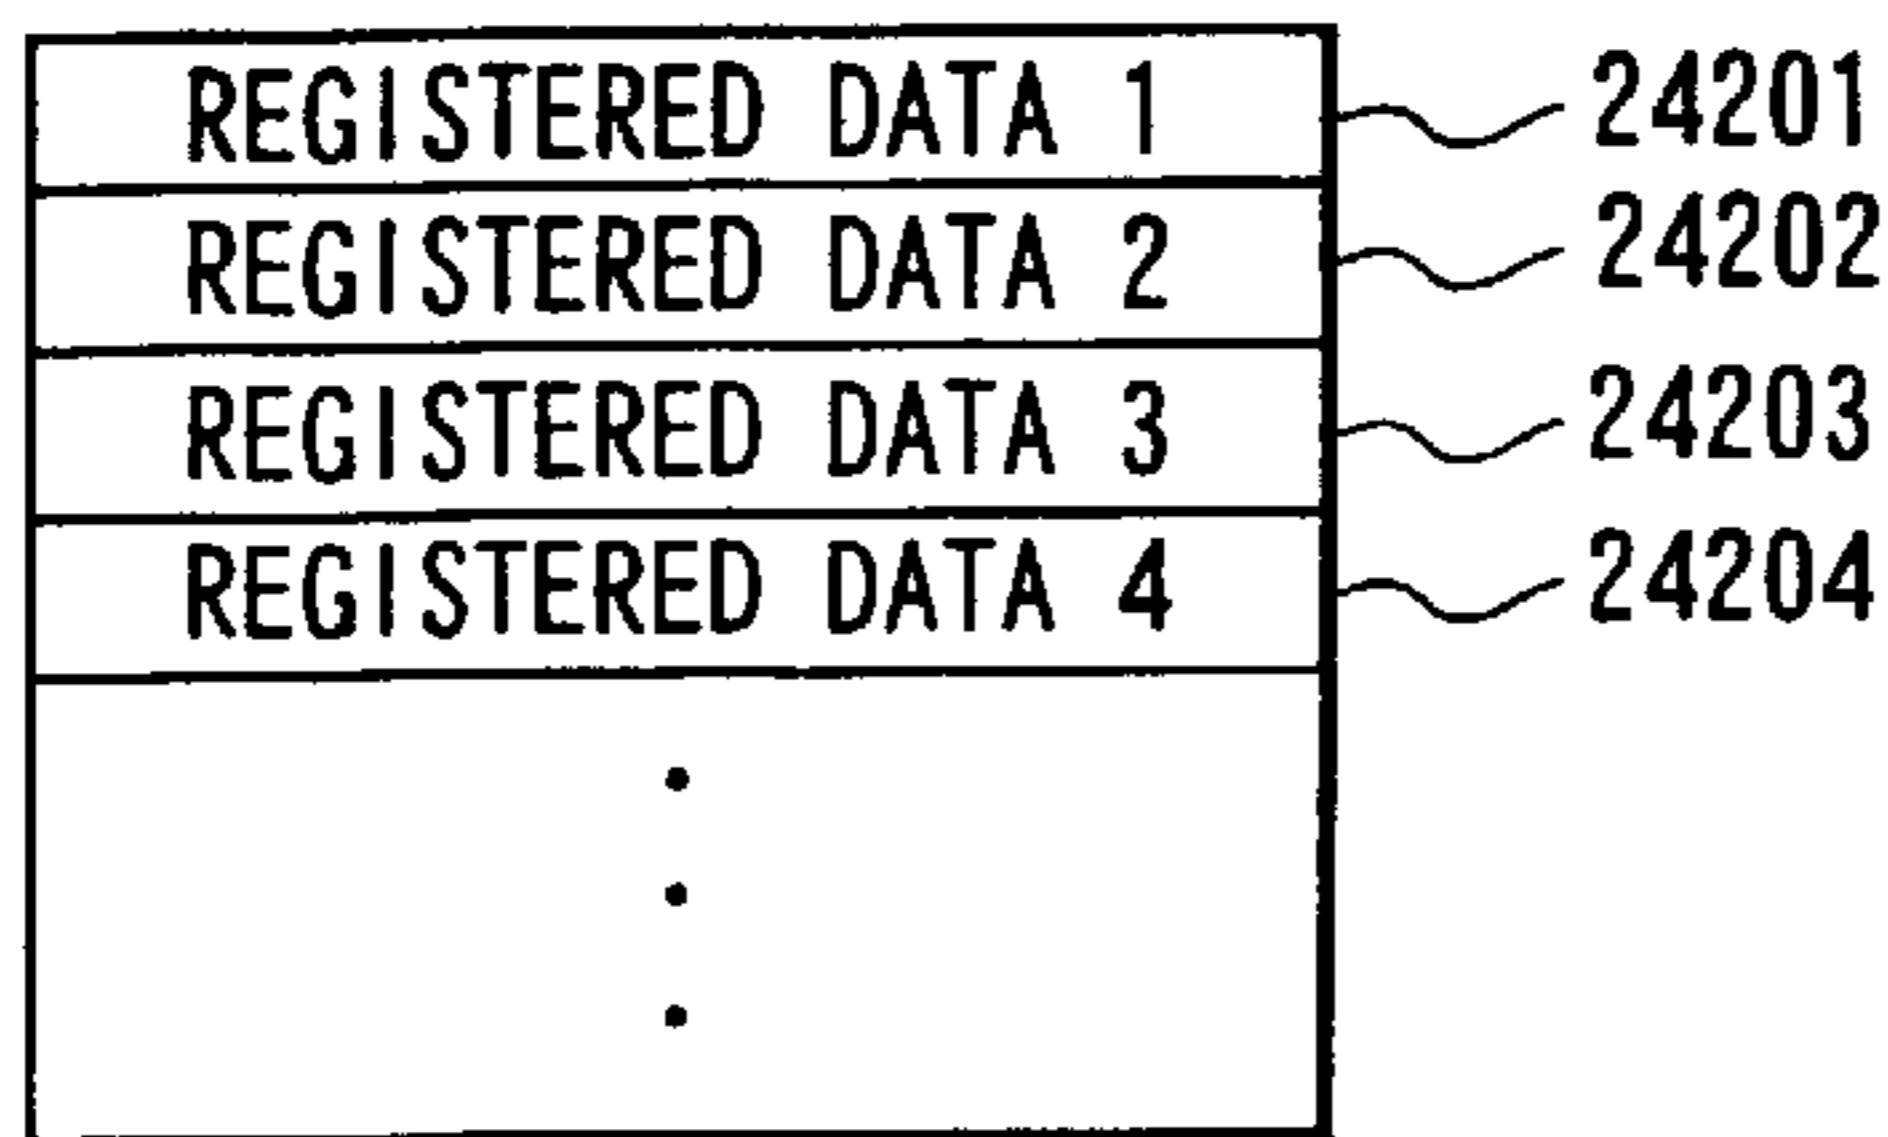 REGISTERED DATA 1 24201
REGISTERED DATA 2 24202
REGISTERED DATA 3 24203
REGISTERED DATA 4 24204